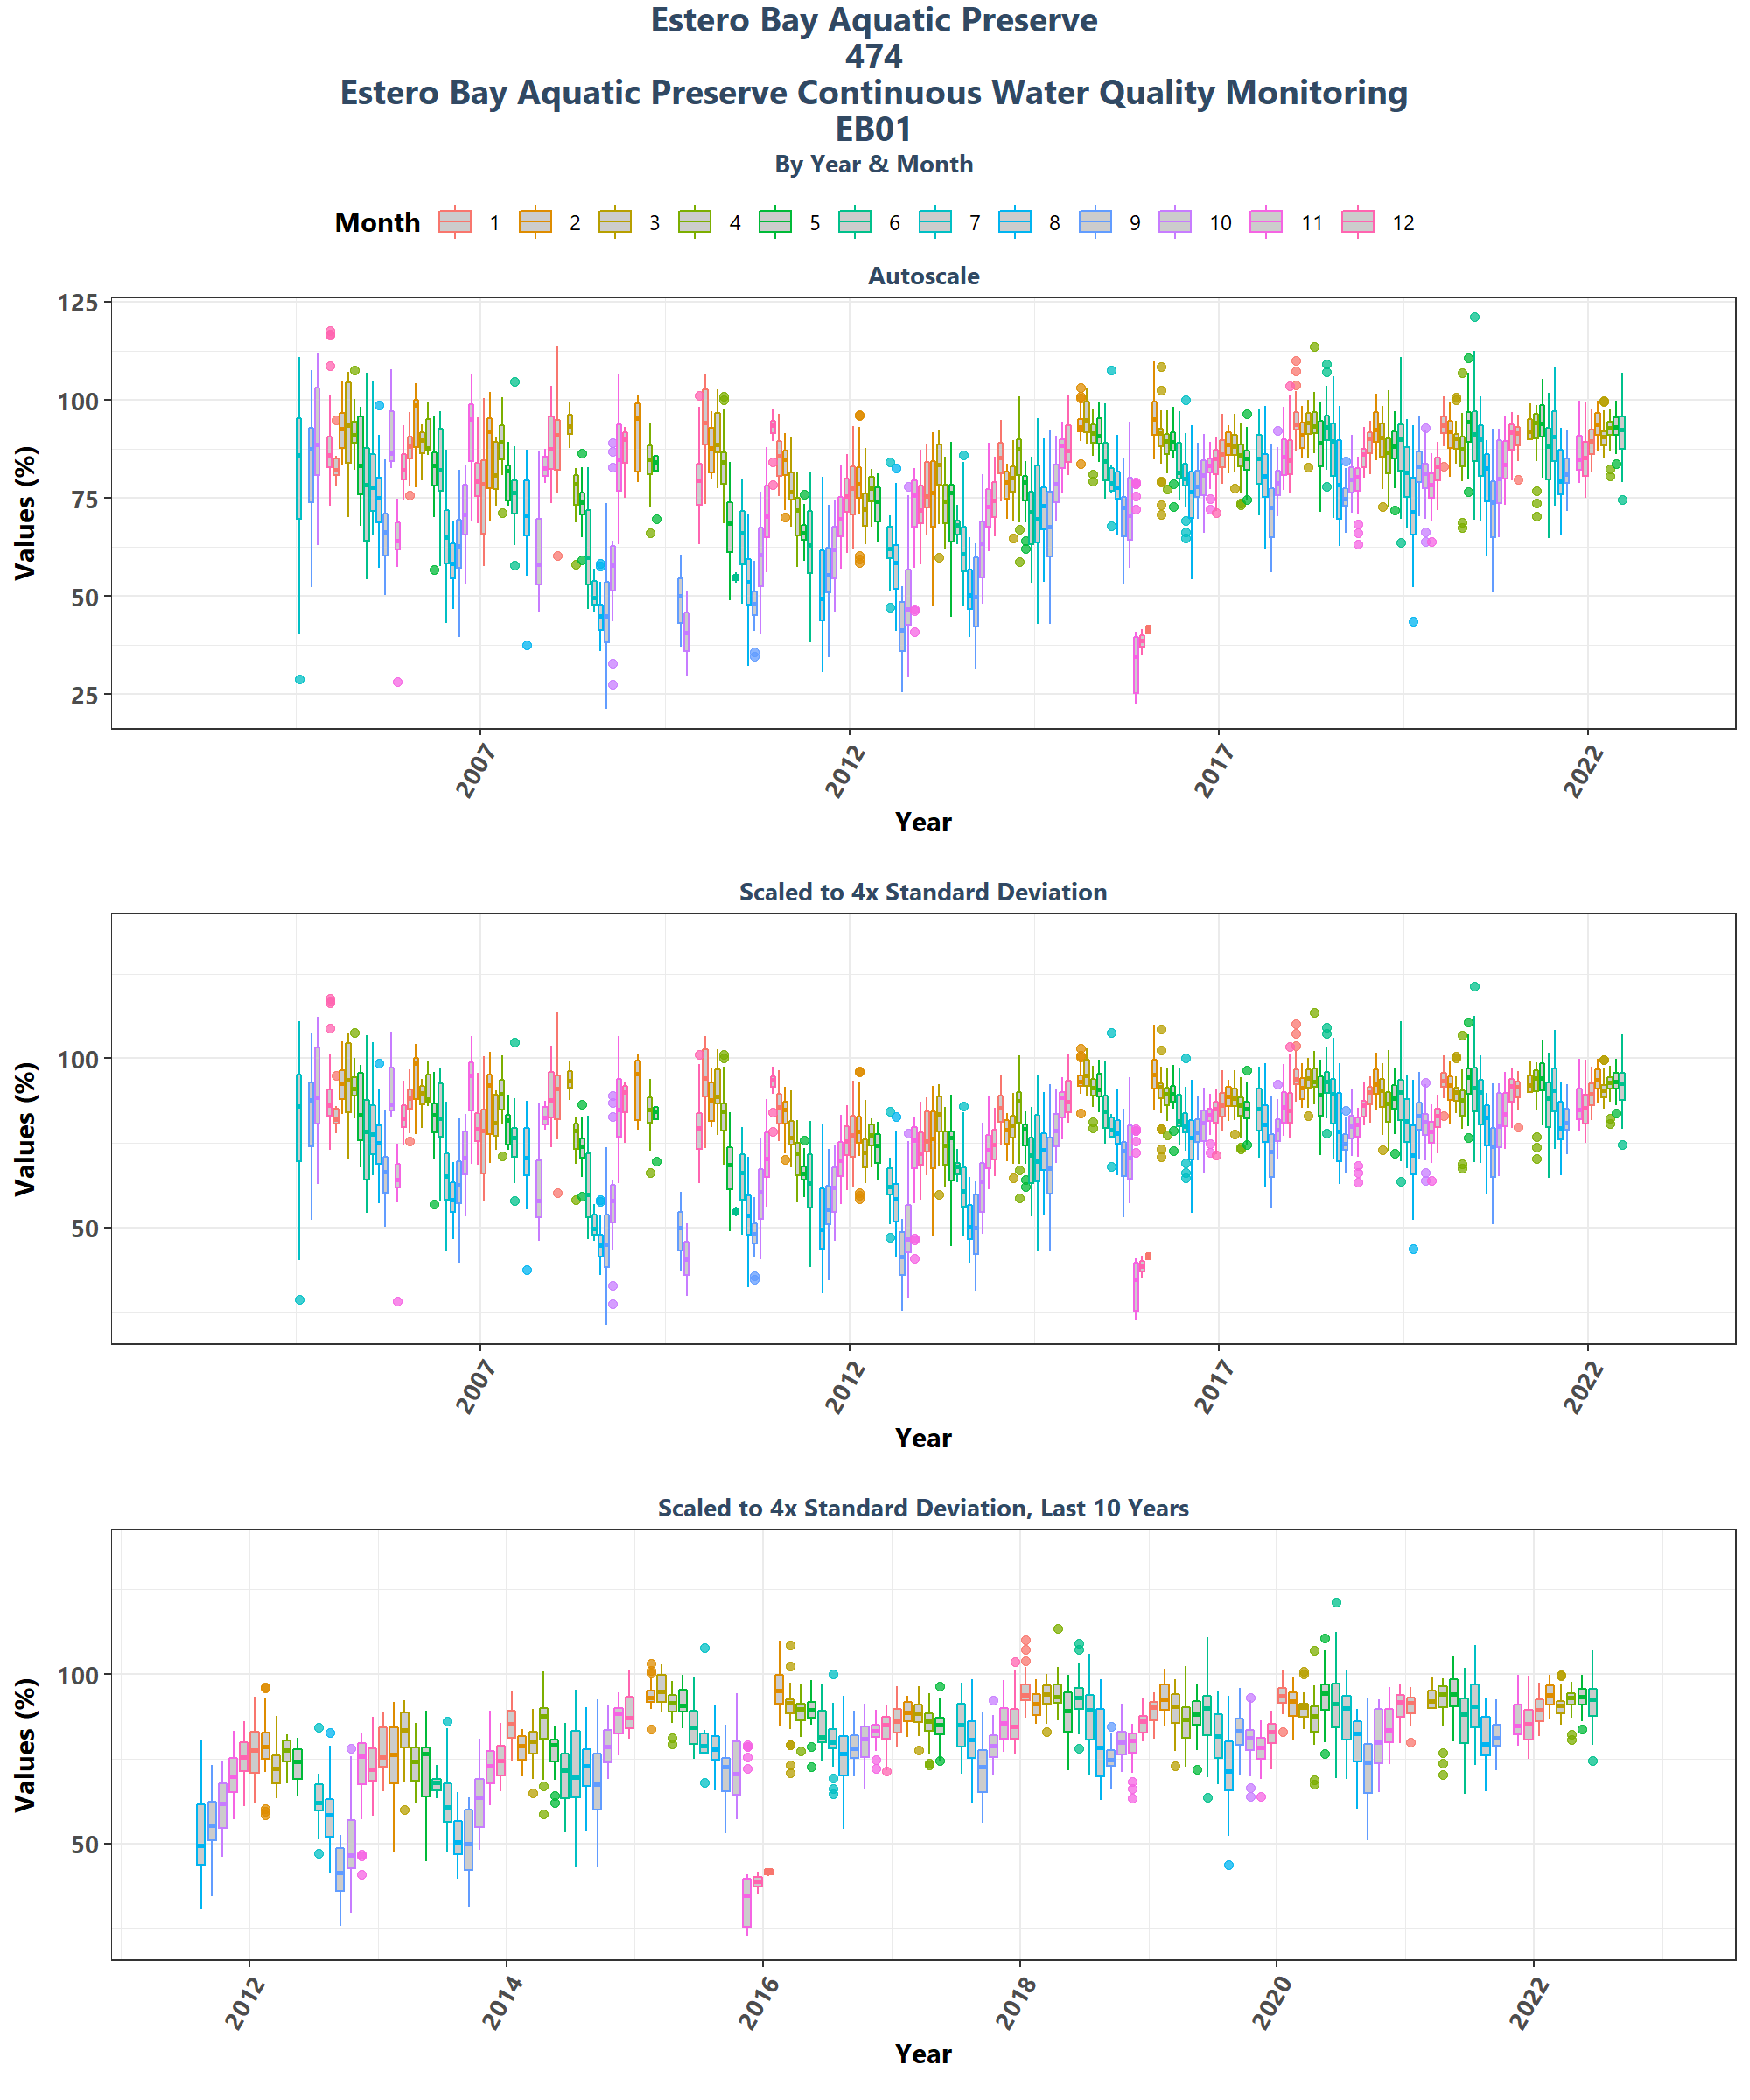 Estero Bay Aquatic Preserve
474
Estero Bay Aquatic Preserve Continuous Water Quality Monitoring
EB01
By Year & Month
Month 1 2 3 4 5 6 7 8 9 10 11 12
Autoscale
Values (%)
125
100
75
50
25
2007 2012 2017 2022
Year
Scaled to 4x Standard Deviation
Values (%)
100
50
2007 2012 2017 2022
Year
Scaled to 4x Standard Deviation, Last 10 Years
Values (%)
100
50
2012 2014 2016 2018 2020 2022
Year